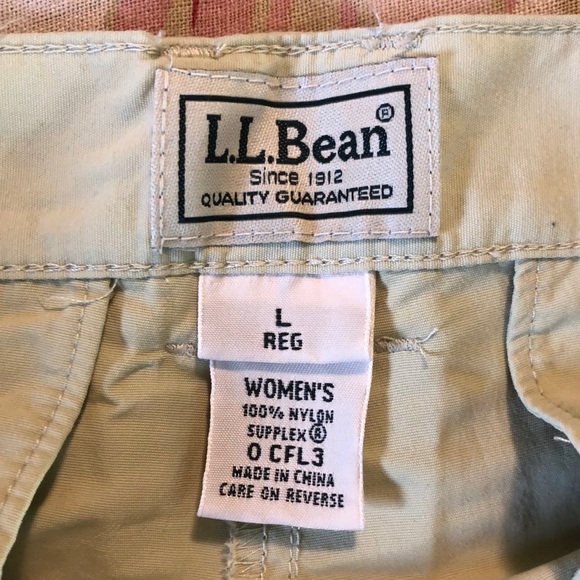 L.L.Bean®
Since 1912
QUALITY GUARANTEED
L
REG
WOMEN'S
100% NYLON
SUPPLEX®
0 CFL3
MADE IN CHINA
CARE ON REVERSE